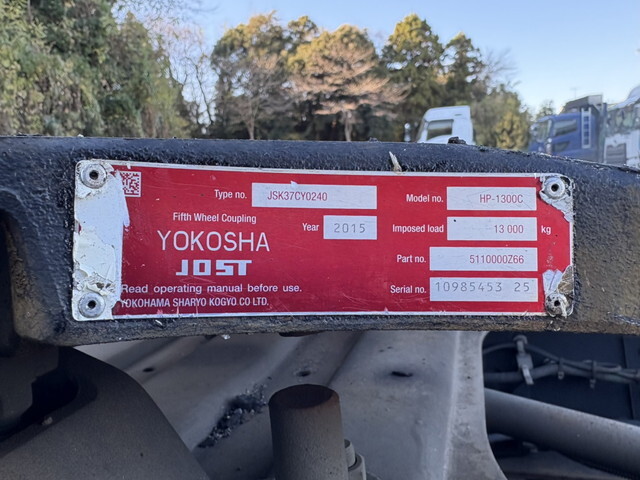 Type no. JSK37CY0240 Model no. HP-1300C
Fifth Wheel Coupling Year 2015 Imposed load 13 000 kg
YOKOSHA
JOST
Part no. 5110000Z66
Read operating manual before use. Serial no. 10985453 25
YOKOHAMA SHARYO KOGYO CO LTD.